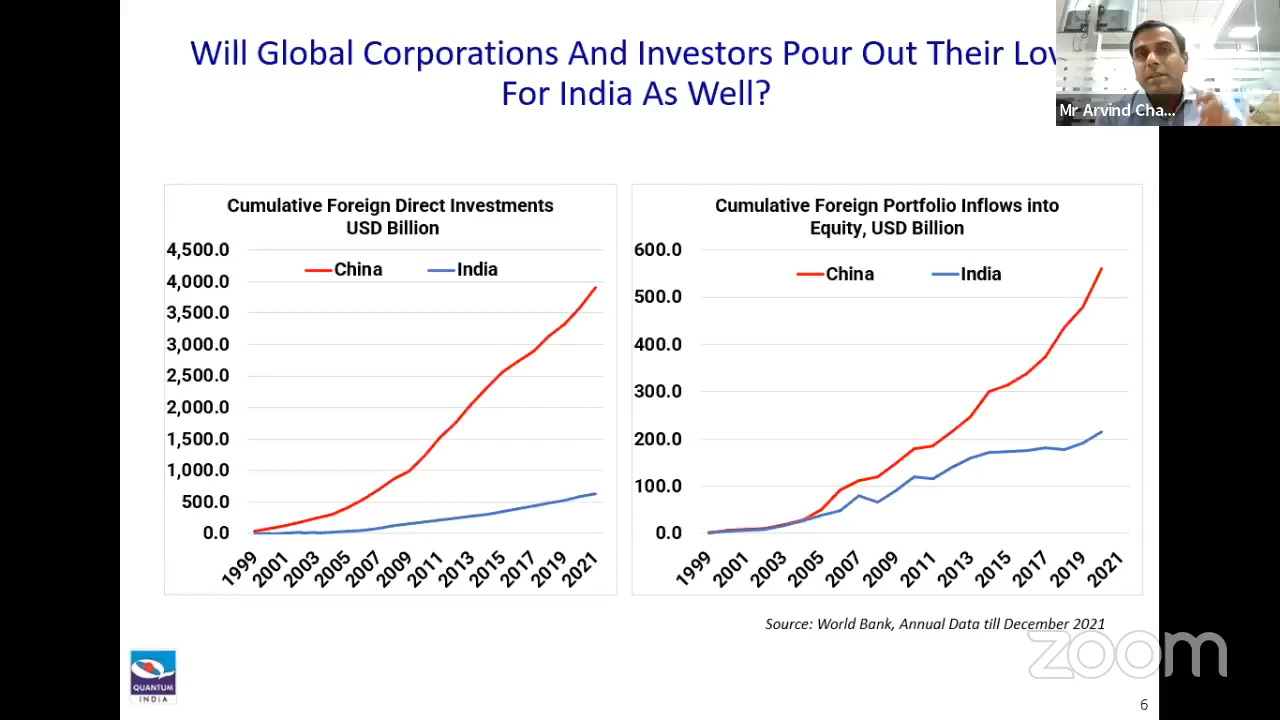 Will Global Corporations And Investors Pour Out Their
For India As Well?
Mr Arvind Cha...
Cumulative Foreign Direct Investments
USD Billion
4,500.0
4,000.0
3,500.0
3,000.0
2,500.0
2,000.0
1,500.0
1,000.0
500.0
0.0
China
India
1999
2001
2003
2005
2007
2009
2011
2013
2015
2017
2019
2021
Cumulative Foreign Portfolio Inflows into
Equity, USD Billion
600.0
500.0
400.0
300.0
200.0
100.0
0.0
China
India
1999
2001
2003
2005
2007
2009
2011
2013
2015
2017
2019
2021
Source: World Bank, Annual Data till December 2021
zoom
QUANTUM
INDIA
6